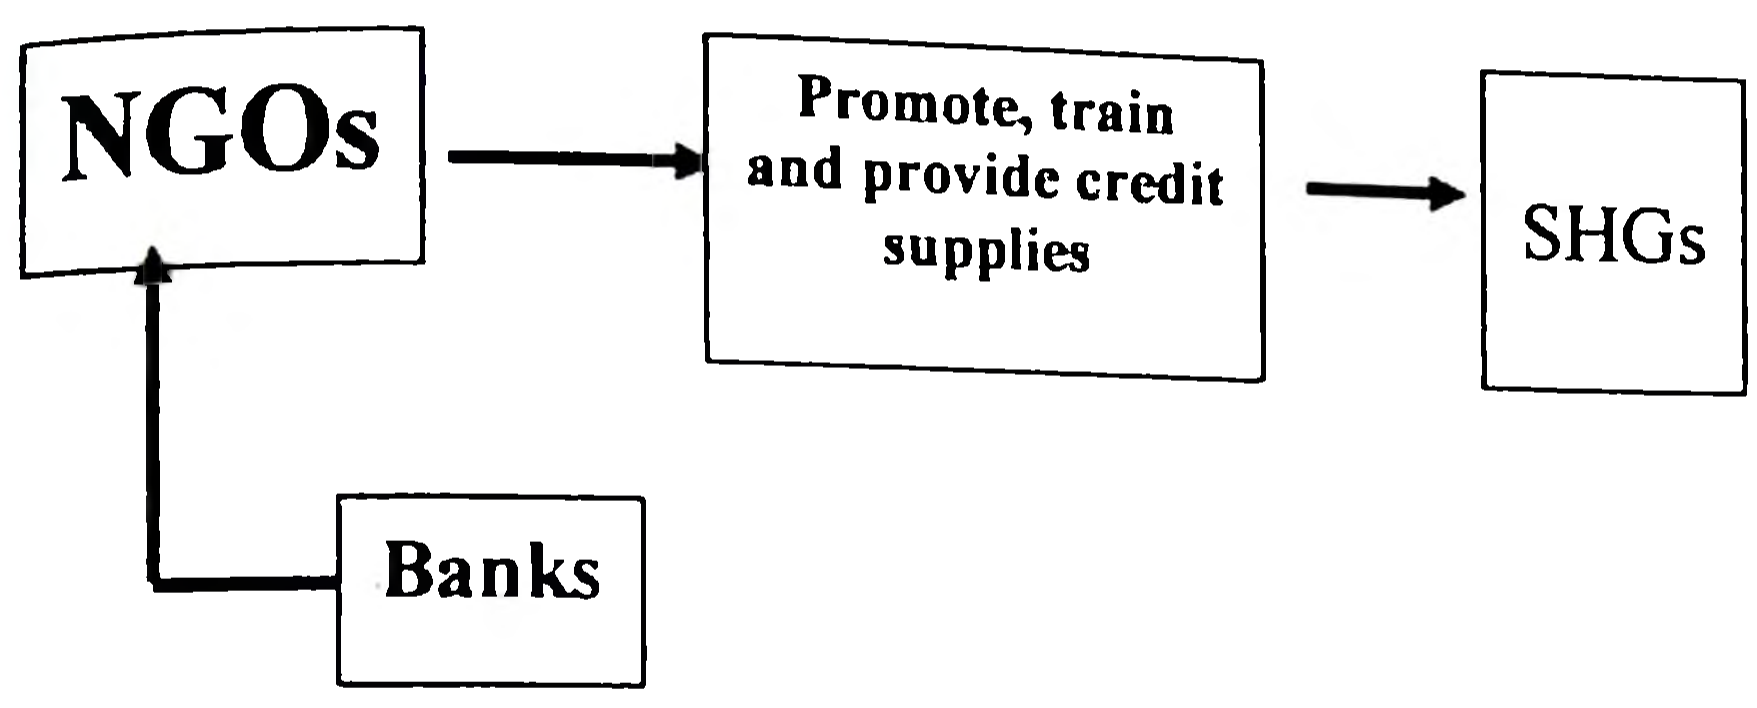 NGOs
Promote, train
and provide credit
supplies
SHGs
Banks